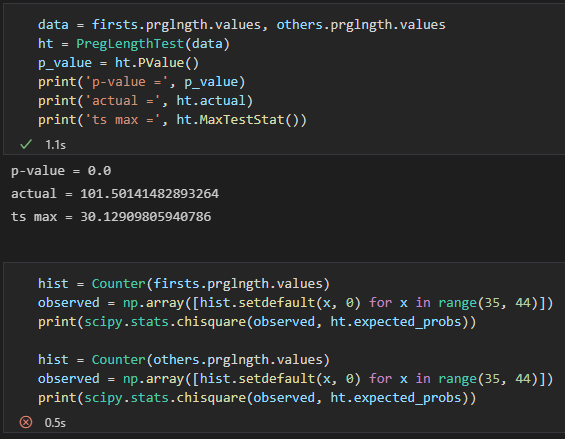 data = firsts.prglngth.values, others.prglngth.values
ht = PregLengthTest(data)
p_value = ht.PValue()
print('p-value =', p_value)
print('actual =', ht.actual)
print('ts max =', ht.MaxTestStat())
1.1s
p-value = 0.0
actual = 101.50141482893264
ts max = 30.12909805940786
hist = Counter(firsts.prglngth.values)
observed = np.array([hist.setdefault(x, 0) for x in range(35, 44)])
print(scipy.stats.chisquare(observed, ht.expected_probs))
hist = Counter(others.prglngth.values)
observed = np.array([hist.setdefault(x, 0) for x in range(35, 44)])
print(scipy.stats.chisquare(observed, ht.expected_probs))
0.5s